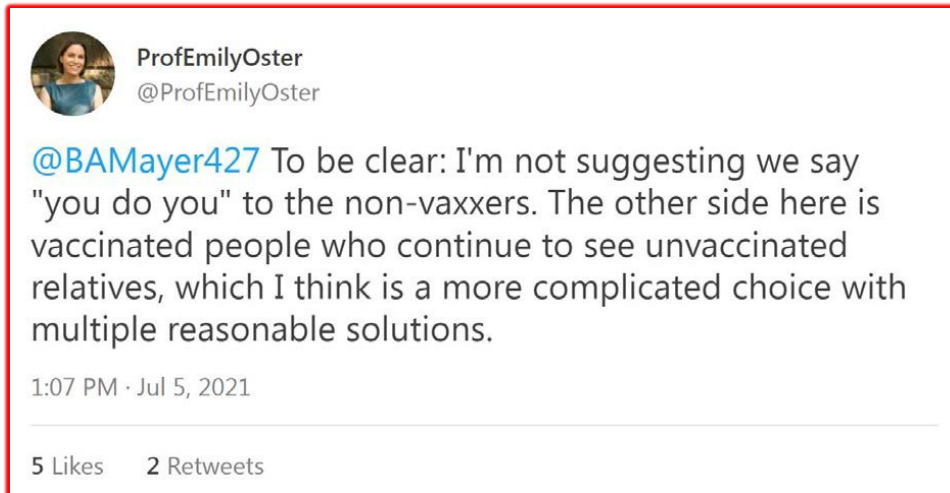 ProfEmilyOster
@ProfEmilyOster
@BAMayer427 To be clear: I'm not suggesting we say
"you do you" to the non-vaxxers. The other side here is
vaccinated people who continue to see unvaccinated
relatives, which I think is a more complicated choice with
multiple reasonable solutions.
1:07 PM · Jul 5, 2021
5 Likes 2 Retweets